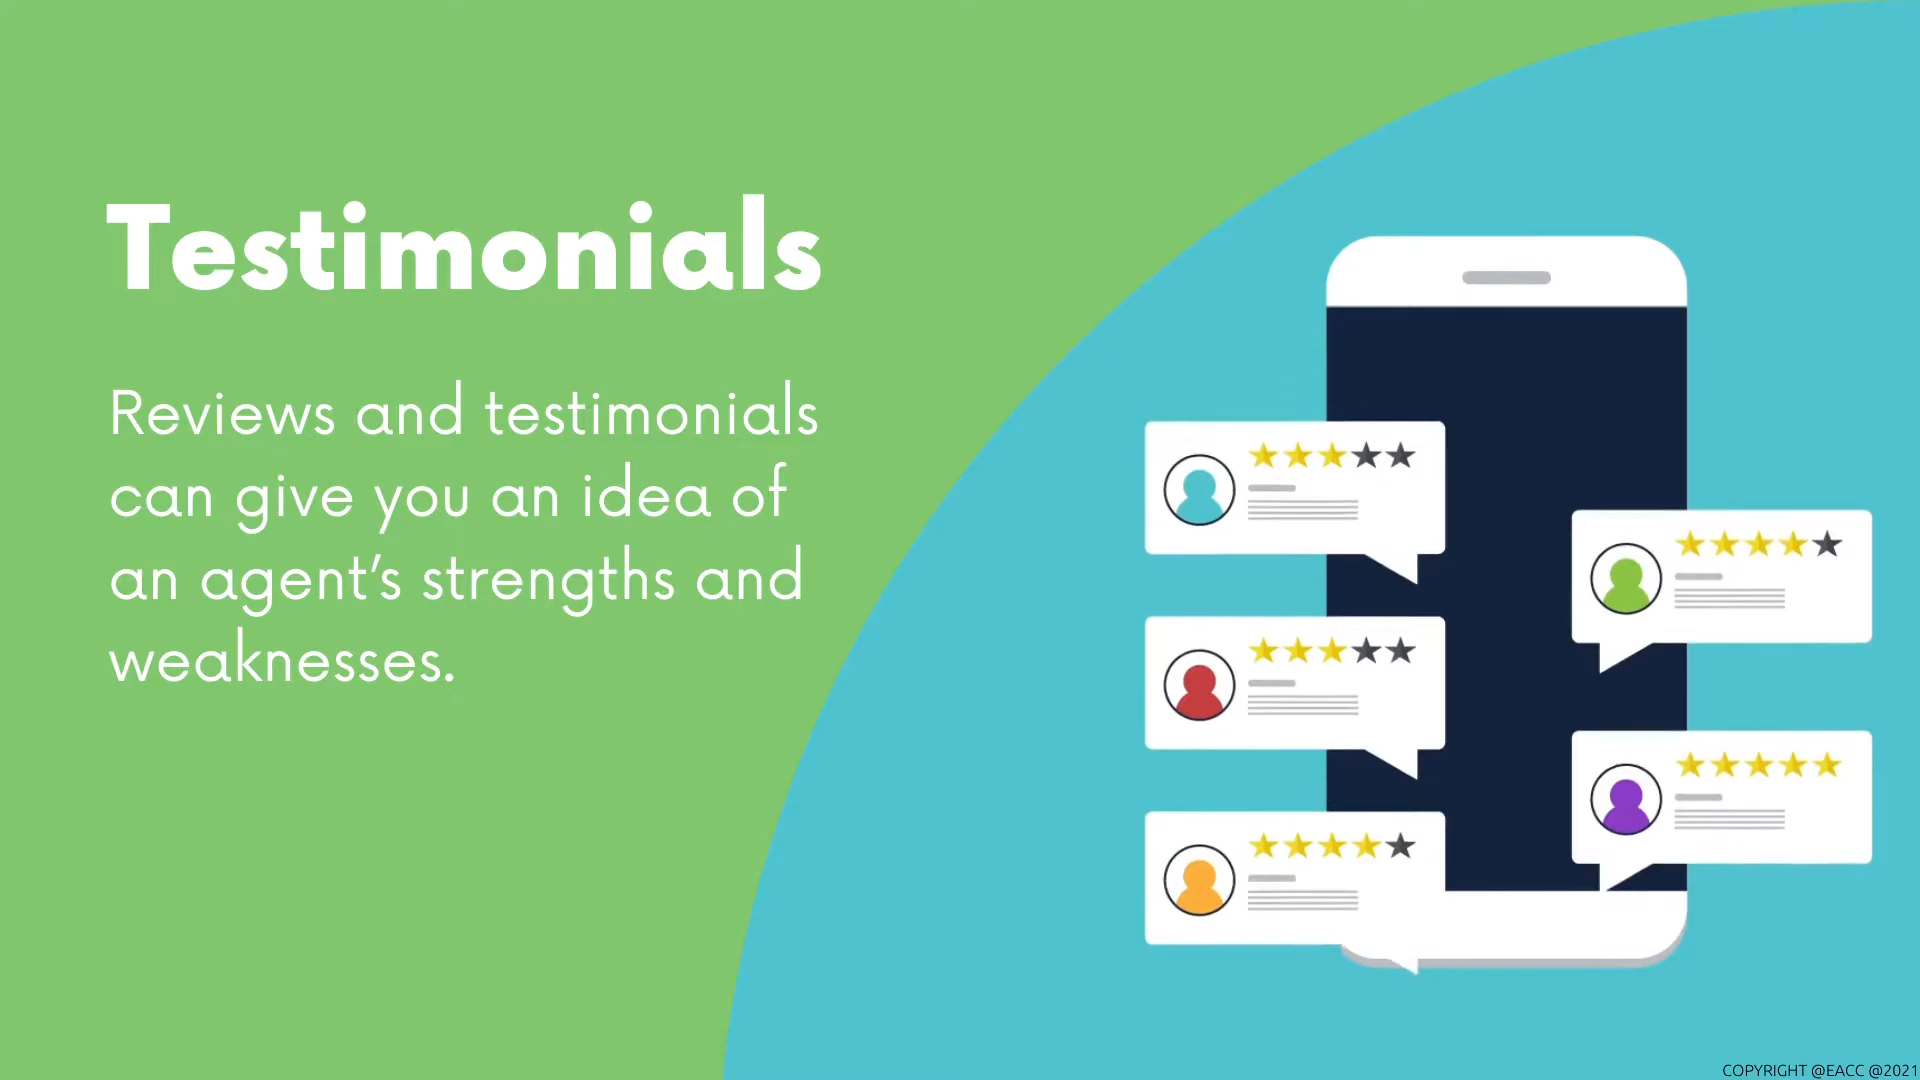 Testimonials
Reviews and testimonials
can give you an idea of
an agent’s strengths and
weaknesses.
COPYRIGHT @EACC @2021